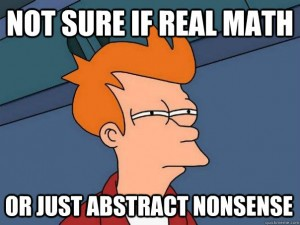 NOT SURE IF REAL MATH
OR JUST ABSTRACT NONSENSE